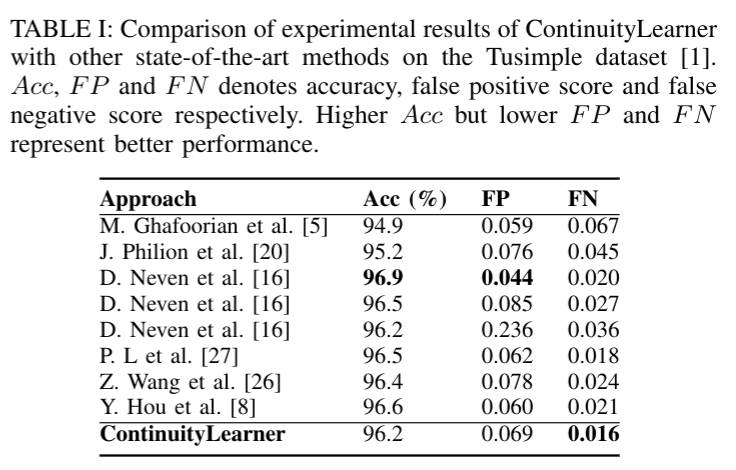 TABLE I: Comparison of experimental results of ContinuityLearner
with other state-of-the-art methods on the Tusimple dataset [1].
Acc, FP and FN denotes accuracy, false positive score and false
negative score respectively. Higher Acc but lower FP and FN
represent better performance.
Approach Acc (%) FP FN
M. Ghafoorian et al. [5] 94.9 0.059 0.067
J. Philion et al. [20] 95.2 0.076 0.045
D. Neven et al. [16] 96.9 0.044 0.020
D. Neven et al. [16] 96.5 0.085 0.027
D. Neven et al. [16] 96.2 0.236 0.036
P. L et al. [27] 96.5 0.062 0.018
Z. Wang et al. [26] 96.4 0.078 0.024
Y. Hou et al. [8] 96.6 0.060 0.021
ContinuityLearner 96.2 0.069 0.016